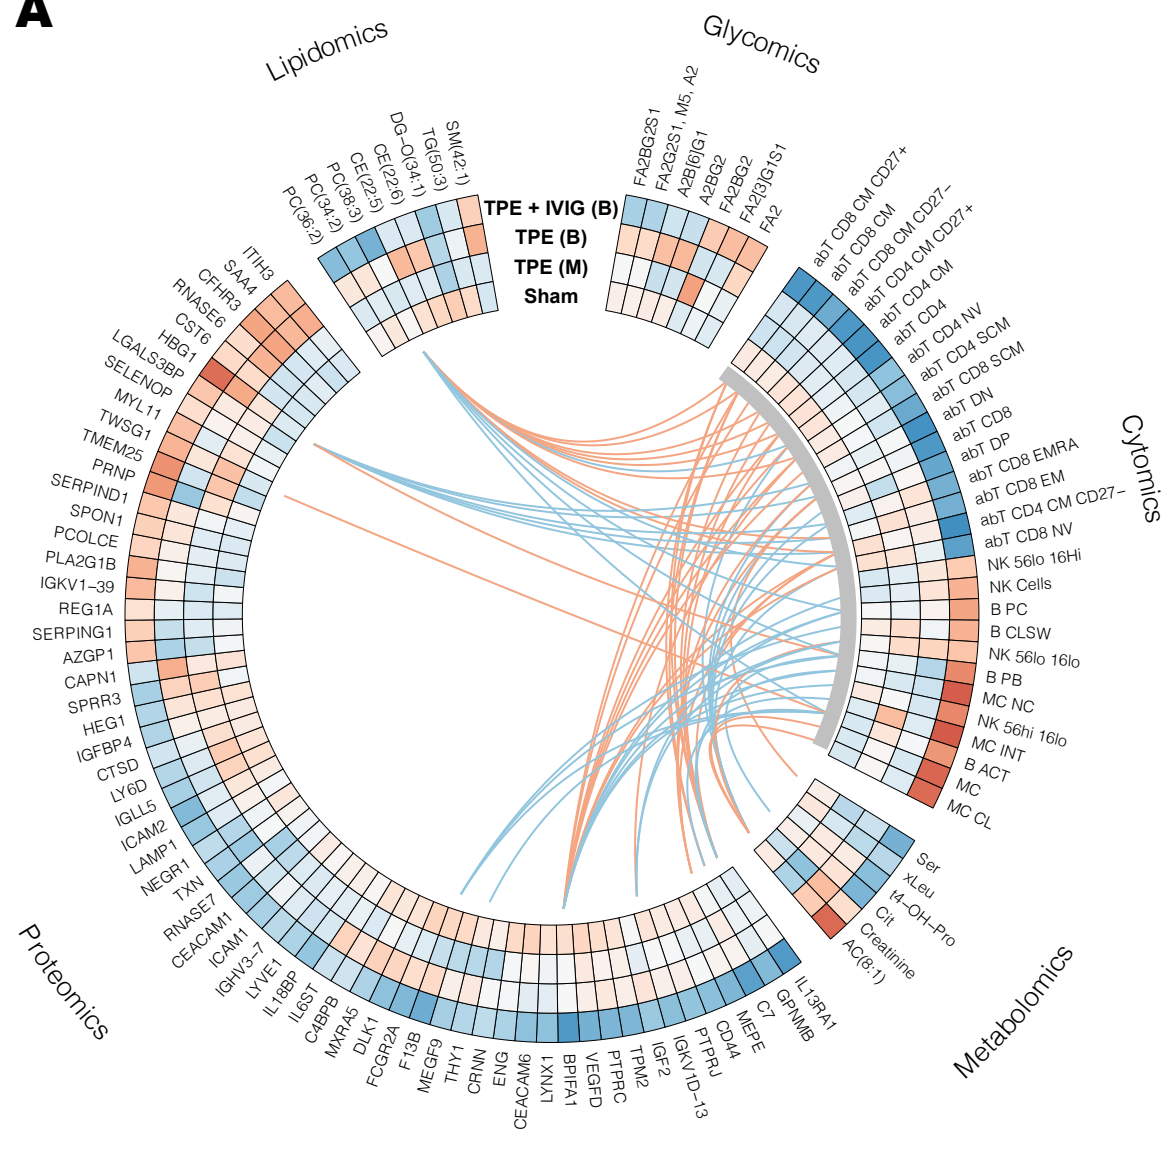 A
Lipidomics
Glycomics
PC(36:2)
PC(34:2)
PC(38:3)
CE(22:5)
CE(22:6)
DG−O(34:1)
TG(50:3)
SM(42:1)
TPE + IVIG (B)
TPE (B)
TPE (M)
Sham
FA2BG2S1
FA2G2S1, M5, A2
A2B[6]G1
A2BG2
FA2BG2
FA2[3]G1S1
FA2
abT CD8 CM CD27+
abT CD8 CM
abT CD8 CM CD27−
abT CD4 CM CD27+
abT CD4 CM
abT CD4
abT CD4 NV
abT CD4 SCM
abT CD8 SCM
abT DN
abT CD8
abT DP
abT CD8 EMRA
abT CD8 EM
abT CD4 CM CD27−
abT CD8 NV
NK 56lo 16Hi
NK Cells
B PC
B CLSW
NK 56lo 16lo
B PB
MC NC
NK 56hi 16lo
MC INT
B ACT
MC
MC CL
Cytomics
Ser
xLeu
t4−OH−Pro
Cit
Creatinine
AC(8:1)
Metabolomics
ITIH3
SAA4
CFHR3
RNASE6
CST6
HBG1
LGALS3BP
SELENOP
MYL11
TWSG1
TMEM25
PRNP
SERPIND1
SPON1
PCOLCE
PLA2G1B
IGKV1−39
REG1A
SERPING1
AZGP1
CAPN1
SPRR3
HEG1
IGFBP4
CTSD
LY6D
IGLL5
ICAM2
LAMP1
NEGR1
TXN
RNASE7
CEACAM1
ICAM1
IGHV3−7
LYVE1
IL18BP
IL6ST
C4BPB
MXRA5
DLK1
FCGR2A
F13B
MEGF9
THY1
CRNN
ENG
CEACAM6
LYNX1
BPIFA1
VEGFD
PTPRC
TPM2
IGF2
IGKV1D−13
PTPRJ
CD44
MEPE
C7
GPNMB
IL13RA1
Proteomics